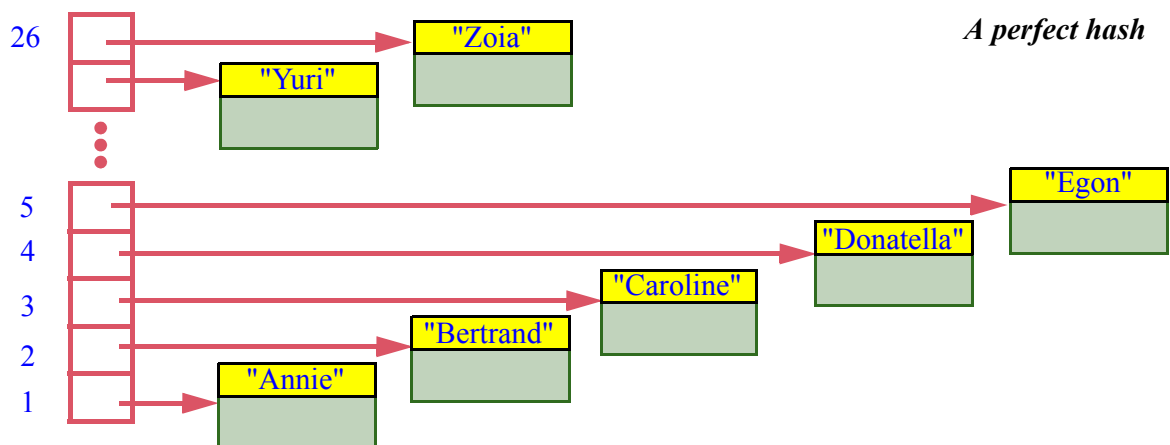 26
"Zoia"
A perfect hash
"Yuri"
5
"Egon"
4
"Donatella"
3
"Caroline"
2
"Bertrand"
1
"Annie"